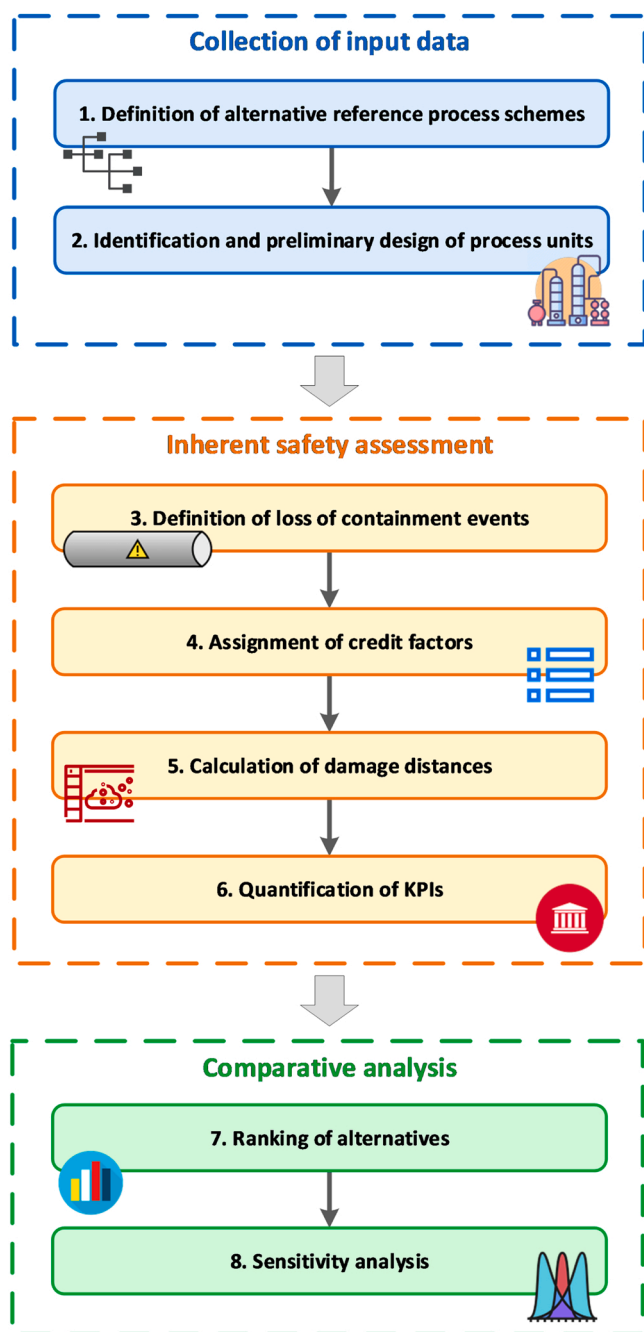 Collection of input data
1. Definition of alternative reference process schemes
2. Identification and preliminary design of process units
Inherent safety assessment
3. Definition of loss of containment events
4. Assignment of credit factors
5. Calculation of damage distances
6. Quantification of KPIs
Comparative analysis
7. Ranking of alternatives
8. Sensitivity analysis